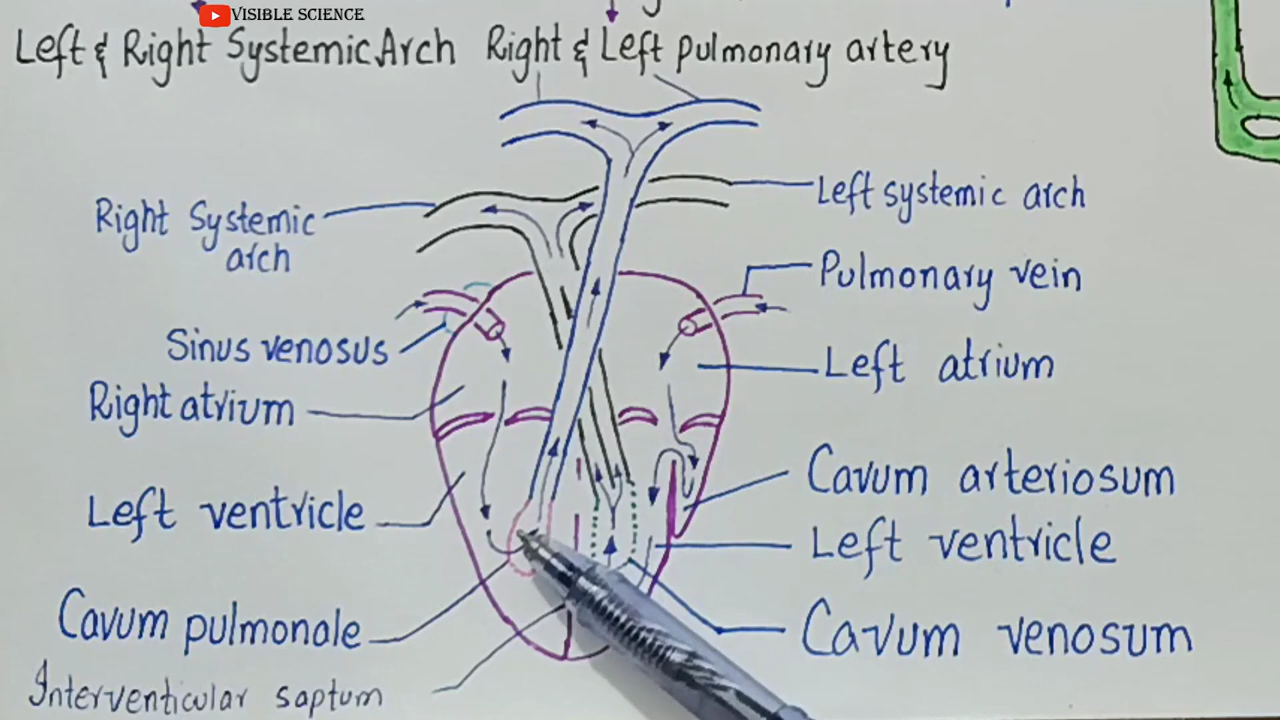 VISIBLE SCIENCE
Left & Right Systemic Arch Right & Left pulmonary artery
Right Systemic
arch
Left systemic arch
Pulmonary vein
Sinus venosus
Left atrium
Right atrium
Cavum arteriosum
Left ventricle
Left ventricle
Cavum pulmonale
Cavum venosum
Interventicular saptum